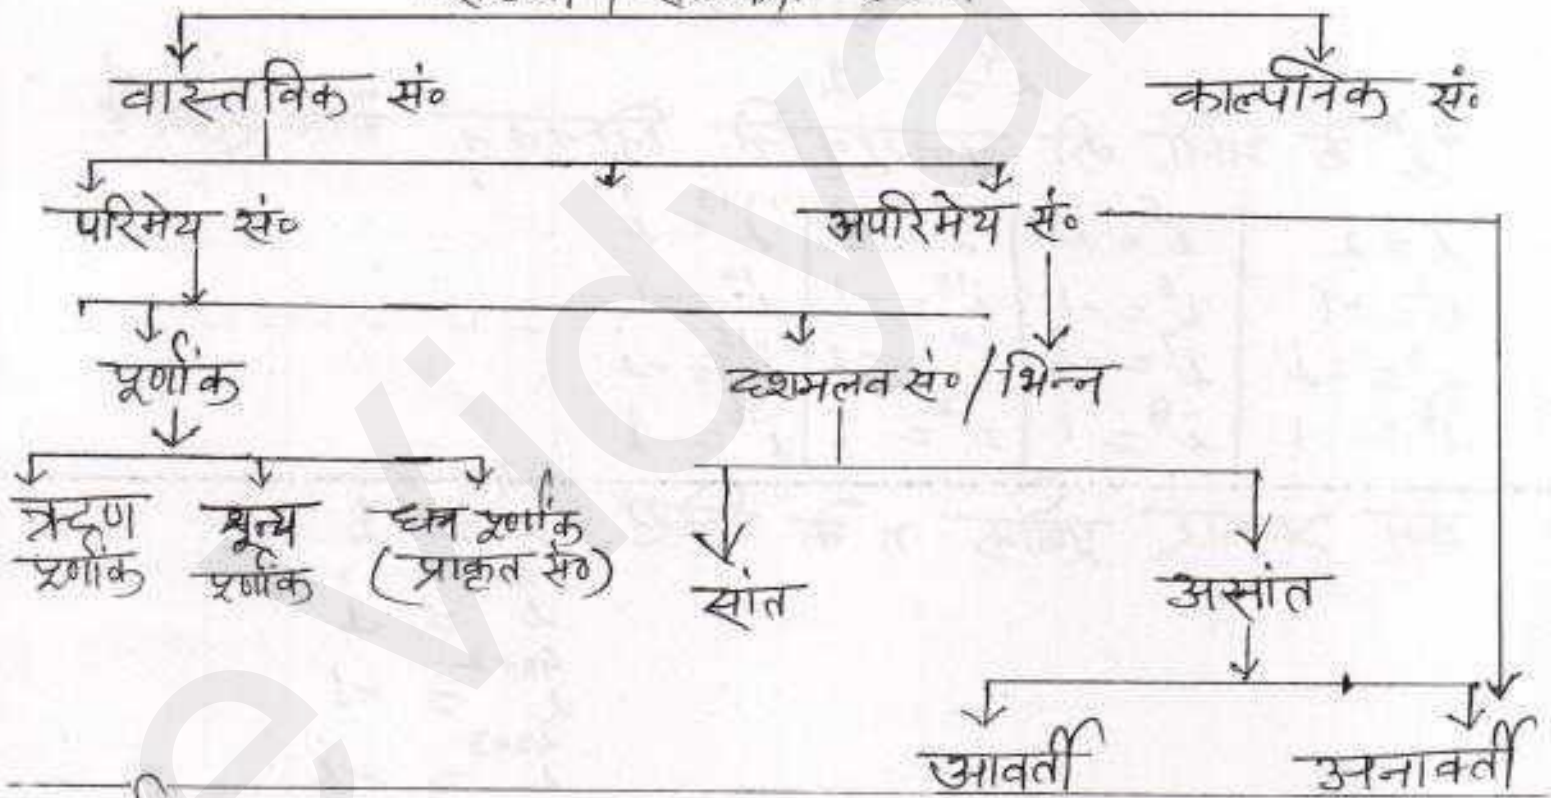 वास्तविक सं० काल्पनिक सं०
परिमेय सं० अपरिमेय सं०
पूर्णांक दशमलव सं०/भिन्न
ऋण शून्य धन पूर्णांक
पूर्णांक पूर्णांक (प्राकृत सं०) सांत असांत
आवर्ती अनावर्ती